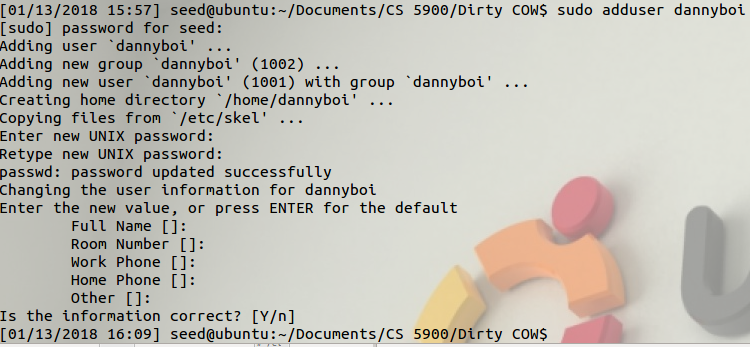 [01/13/2018 15:57] seed@ubuntu:~/Documents/CS 5900/Dirty COW$ sudo adduser dannyboi
[sudo] password for seed:
Adding user `dannyboi' ...
Adding new group `dannyboi' (1002) ...
Adding new user `dannyboi' (1001) with group `dannyboi' ...
Creating home directory `/home/dannyboi' ...
Copying files from `/etc/skel' ...
Enter new UNIX password:
Retype new UNIX password:
passwd: password updated successfully
Changing the user information for dannyboi
Enter the new value, or press ENTER for the default
        Full Name []:
        Room Number []:
        Work Phone []:
        Home Phone []:
        Other []:
Is the information correct? [Y/n]
[01/13/2018 16:09] seed@ubuntu:~/Documents/CS 5900/Dirty COW$